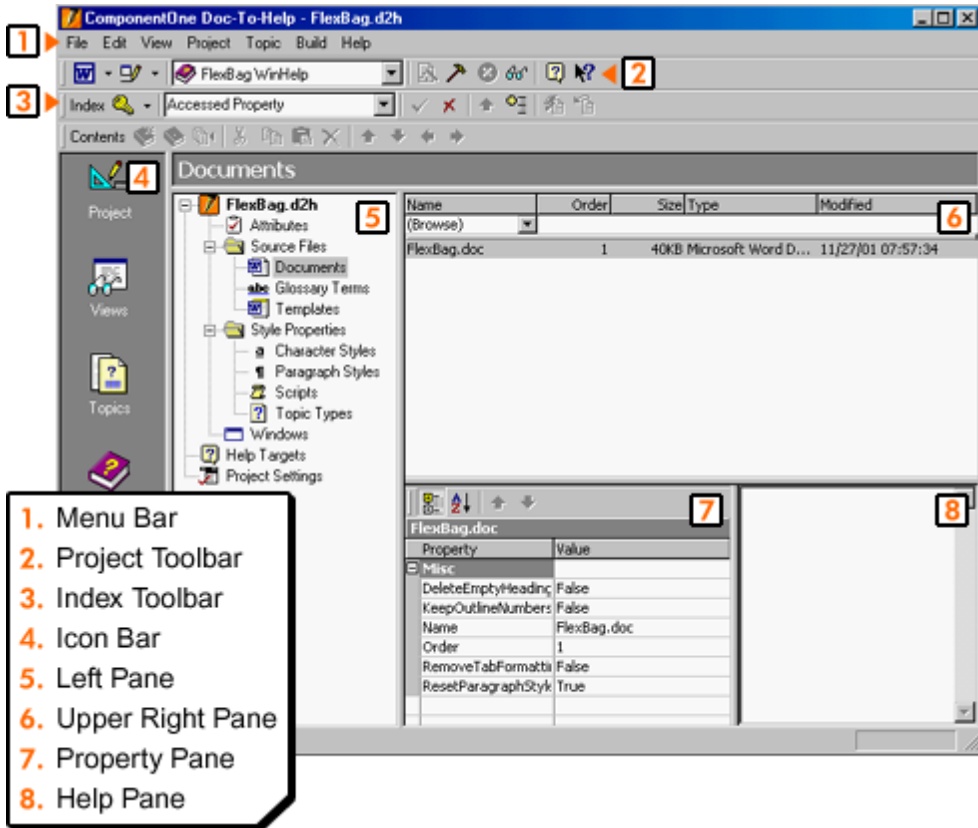 ComponentOne Doc-To-Help - FlexBag.d2h
1 File Edit View Project Topic Build Help
FlexBag WinHelp 2
3 Index Accessed Property
Contents
4 Documents
Project
Views
Topics
FlexBag.d2h 5
Attributes
Source Files
Documents
abc Glossary Terms
Templates
Style Properties
a Character Styles
¶ Paragraph Styles
Scripts
Topic Types
Windows
Help Targets
Project Settings
Name Order Size Type Modified
(Browse) 6
FlexBag.doc 1 40KB Microsoft Word D... 11/27/01 07:57:34
7
FlexBag.doc
Property Value
Misc
DeleteEmptyHeading False
KeepOutlineNumbers False
Name FlexBag.doc
Order 1
RemoveTabFormatti False
ResetParagraphStyl True
8
1. Menu Bar
2. Project Toolbar
3. Index Toolbar
4. Icon Bar
5. Left Pane
6. Upper Right Pane
7. Property Pane
8. Help Pane